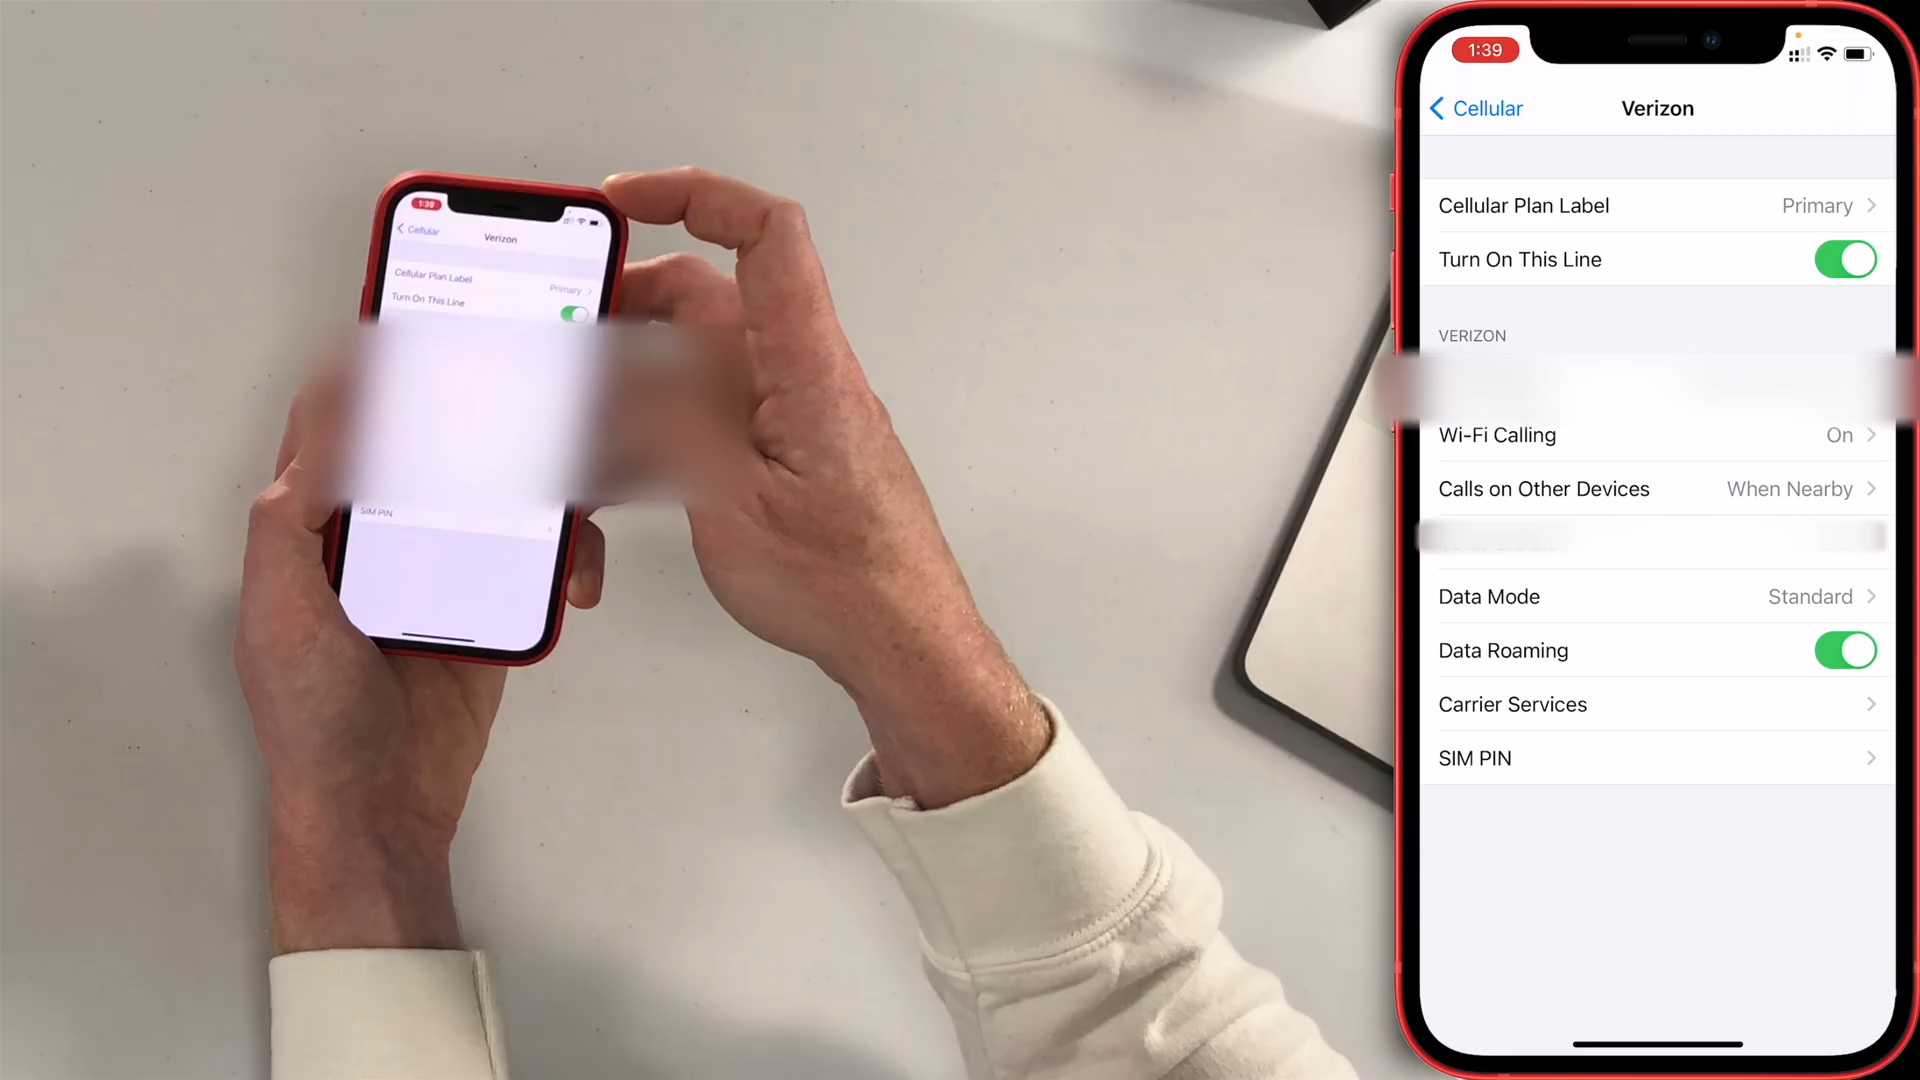 1:39
Cellular
Verizon
Cellular Plan Label
Primary
Turn On This Line
SIM PIN
1:39
Cellular Verizon
Cellular Plan Label Primary
Turn On This Line
VERIZON
Wi-Fi Calling On
Calls on Other Devices When Nearby
Data Mode Standard
Data Roaming
Carrier Services
SIM PIN